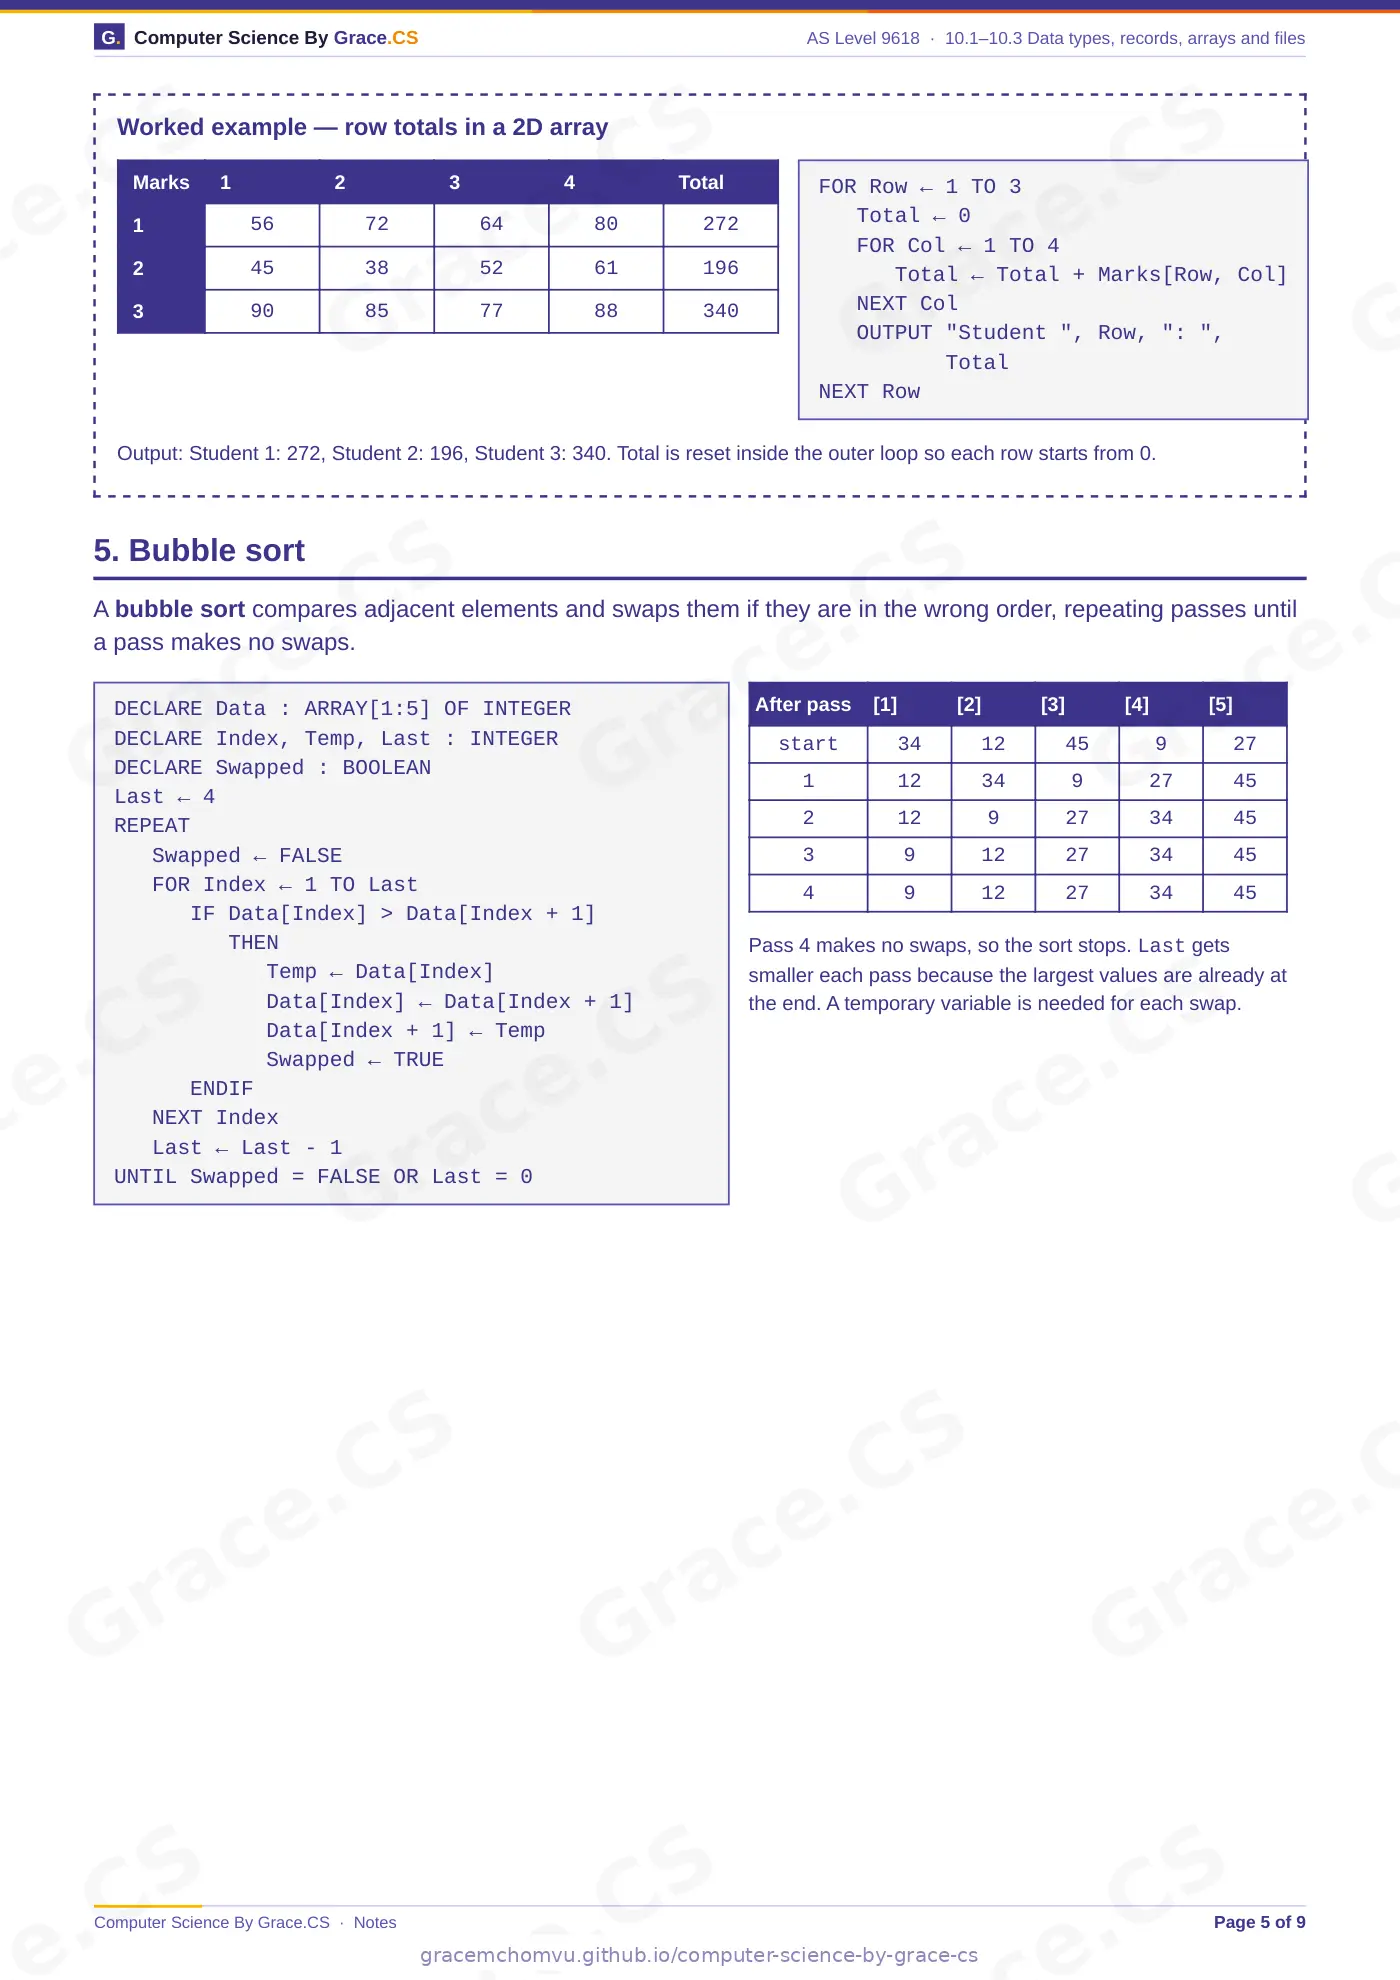 G. Computer Science By Grace.CS
AS Level 9618 · 10.1–10.3 Data types, records, arrays and files
Worked example — row totals in a 2D array
Marks 1 2 3 4 Total
1 56 72 64 80 272
2 45 38 52 61 196
3 90 85 77 88 340
FOR Row ← 1 TO 3
Total ← 0
FOR Col ← 1 TO 4
Total ← Total + Marks[Row, Col]
NEXT Col
OUTPUT "Student ", Row, ": ",
Total
NEXT Row
Output: Student 1: 272, Student 2: 196, Student 3: 340. Total is reset inside the outer loop so each row starts from 0.
5. Bubble sort
A bubble sort compares adjacent elements and swaps them if they are in the wrong order, repeating passes until
a pass makes no swaps.
DECLARE Data : ARRAY[1:5] OF INTEGER
DECLARE Index, Temp, Last : INTEGER
DECLARE Swapped : BOOLEAN
Last ← 4
REPEAT
Swapped ← FALSE
FOR Index ← 1 TO Last
IF Data[Index] > Data[Index + 1]
THEN
Temp ← Data[Index]
Data[Index] ← Data[Index + 1]
Data[Index + 1] ← Temp
Swapped ← TRUE
ENDIF
NEXT Index
Last ← Last - 1
UNTIL Swapped = FALSE OR Last = 0
After pass [1] [2] [3] [4] [5]
start 34 12 45 9 27
1 12 34 9 27 45
2 12 9 27 34 45
3 9 12 27 34 45
4 9 12 27 34 45
Pass 4 makes no swaps, so the sort stops. Last gets
smaller each pass because the largest values are already at
the end. A temporary variable is needed for each swap.
Computer Science By Grace.CS · Notes
Page 5 of 9
gracemchomvu.github.io/computer-science-by-grace-cs